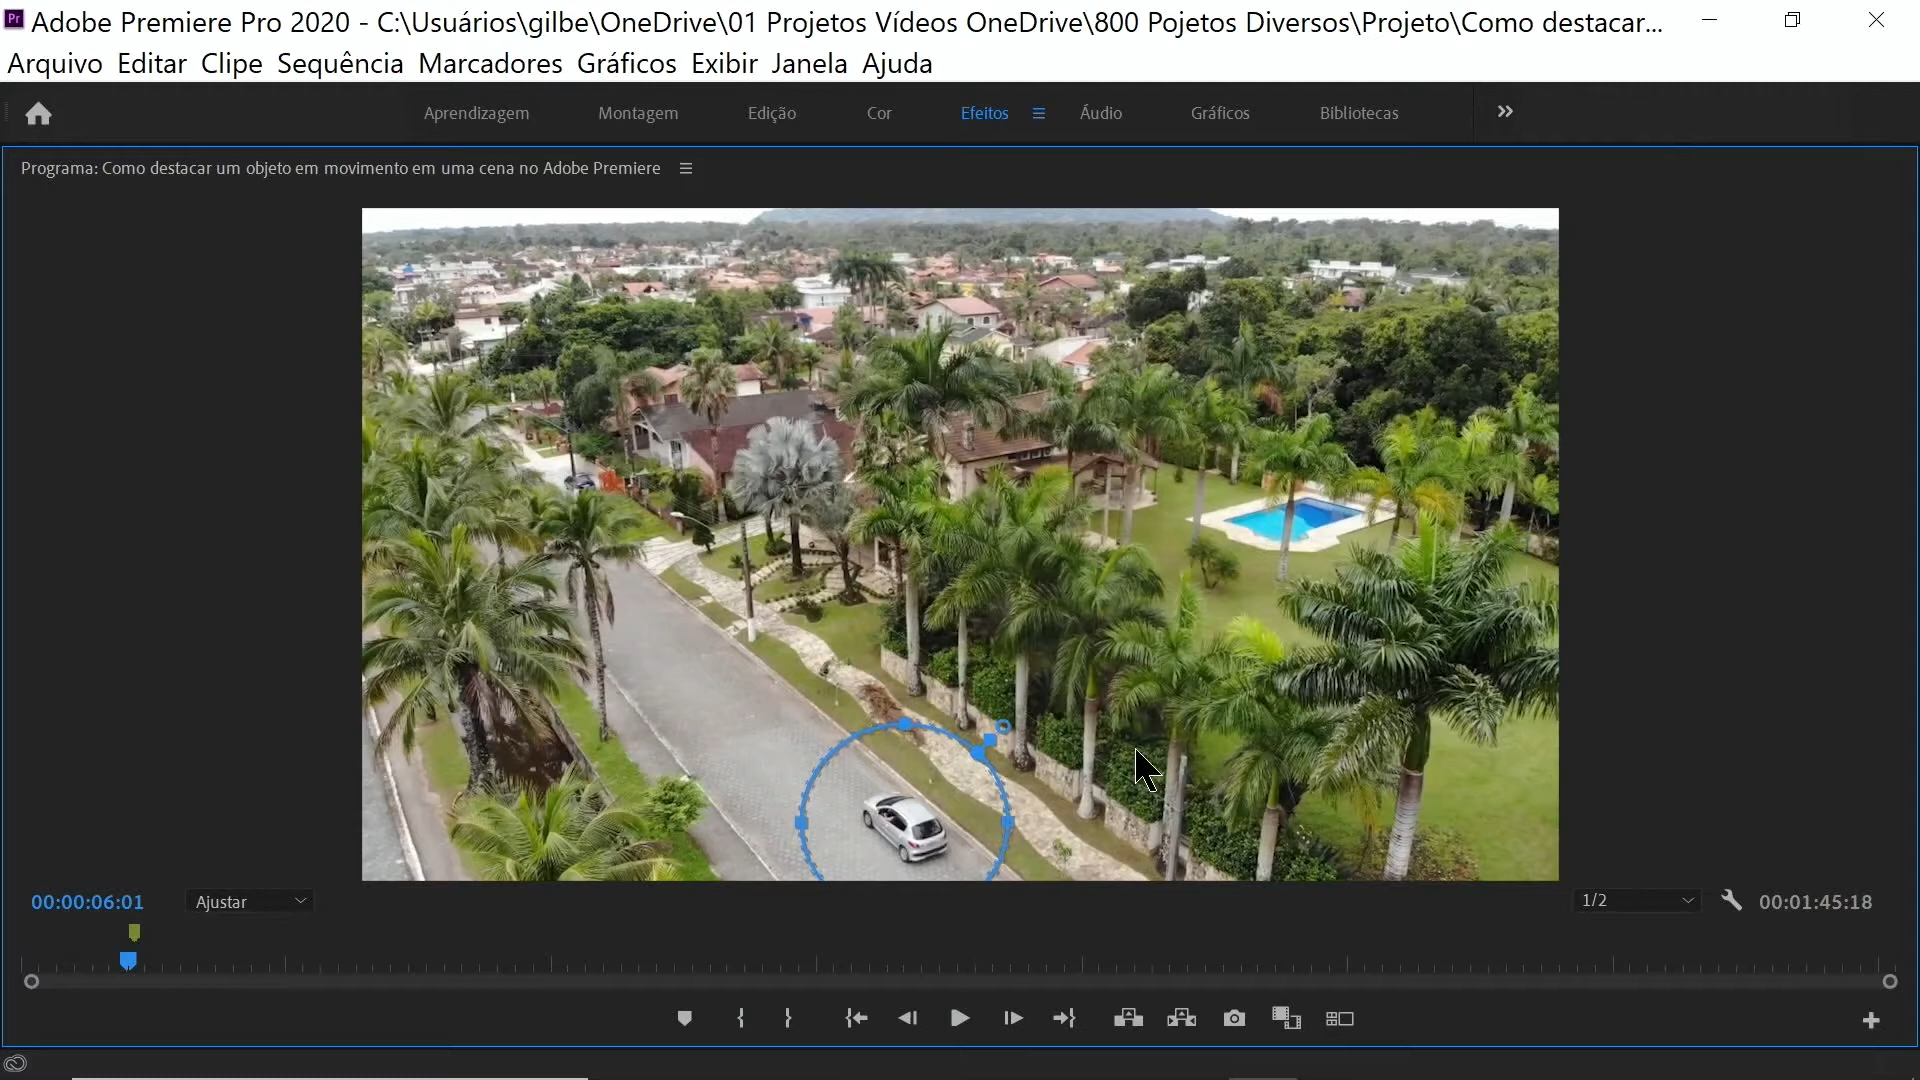 Pr Adobe Premiere Pro 2020 - C:\Usuários\gilbe\OneDrive\01 Projetos Vídeos OneDrive\800 Pojetos Diversos\Projeto\Como destacar...
Arquivo Editar Clipe Sequência Marcadores Gráficos Exibir Janela Ajuda
Aprendizagem Montagem Edição Cor Efeitos Áudio Gráficos Bibliotecas
Programa: Como destacar um objeto em movimento em uma cena no Adobe Premiere
00:00:06:01 Ajustar 1/2 00:01:45:18